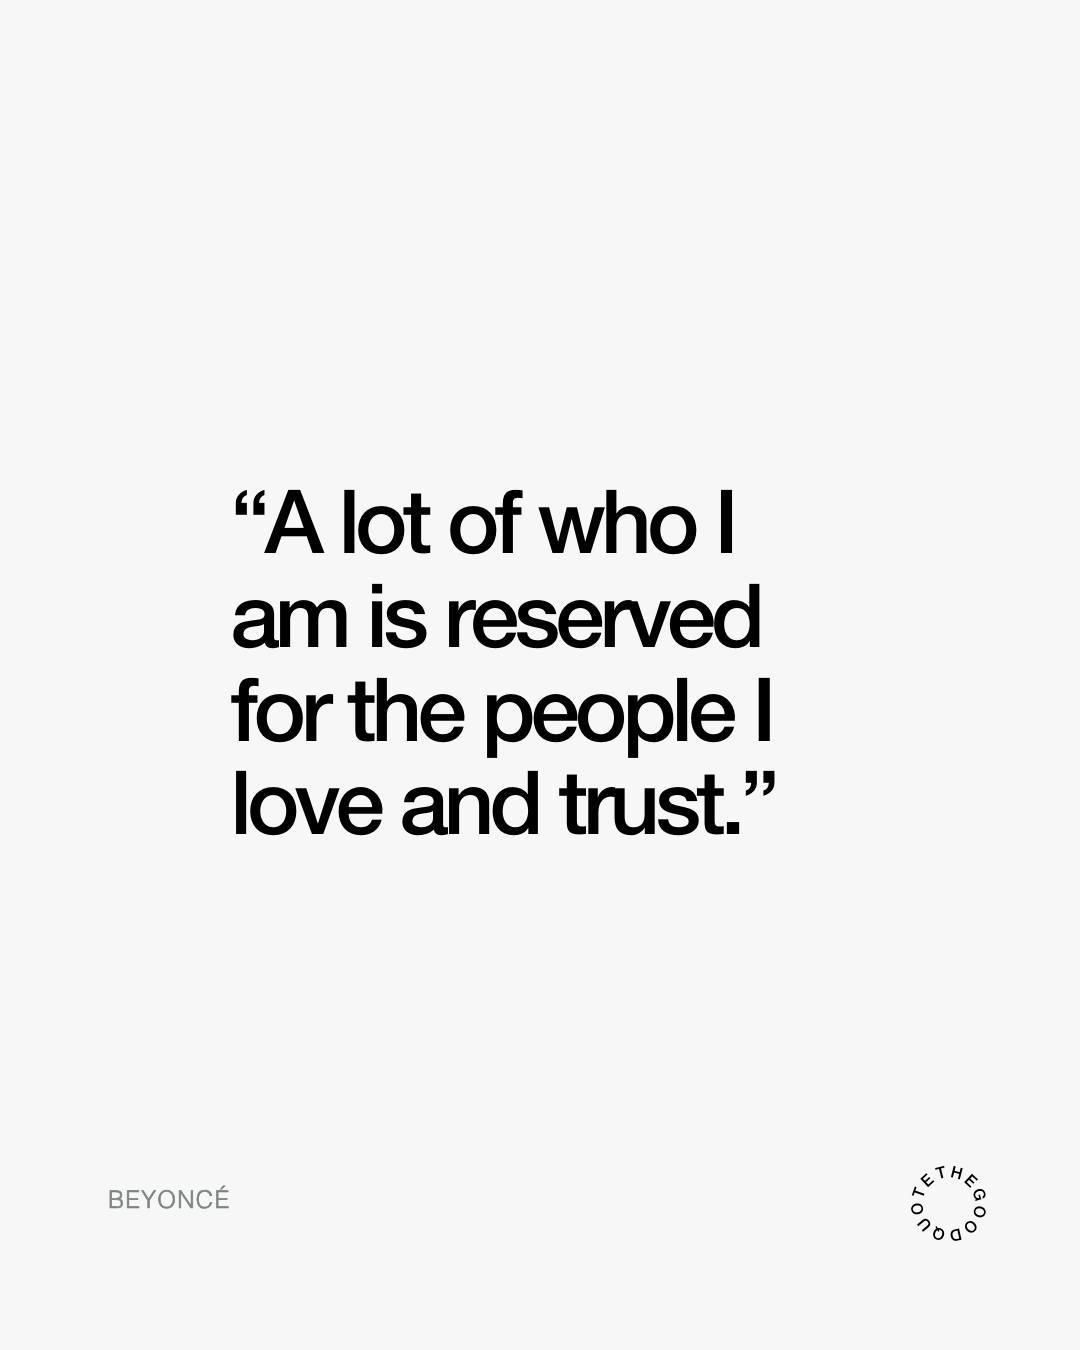 “A lot of who I
am is reserved
for the people I
love and trust.”
BEYONCÉ
THEGOODQUOTE